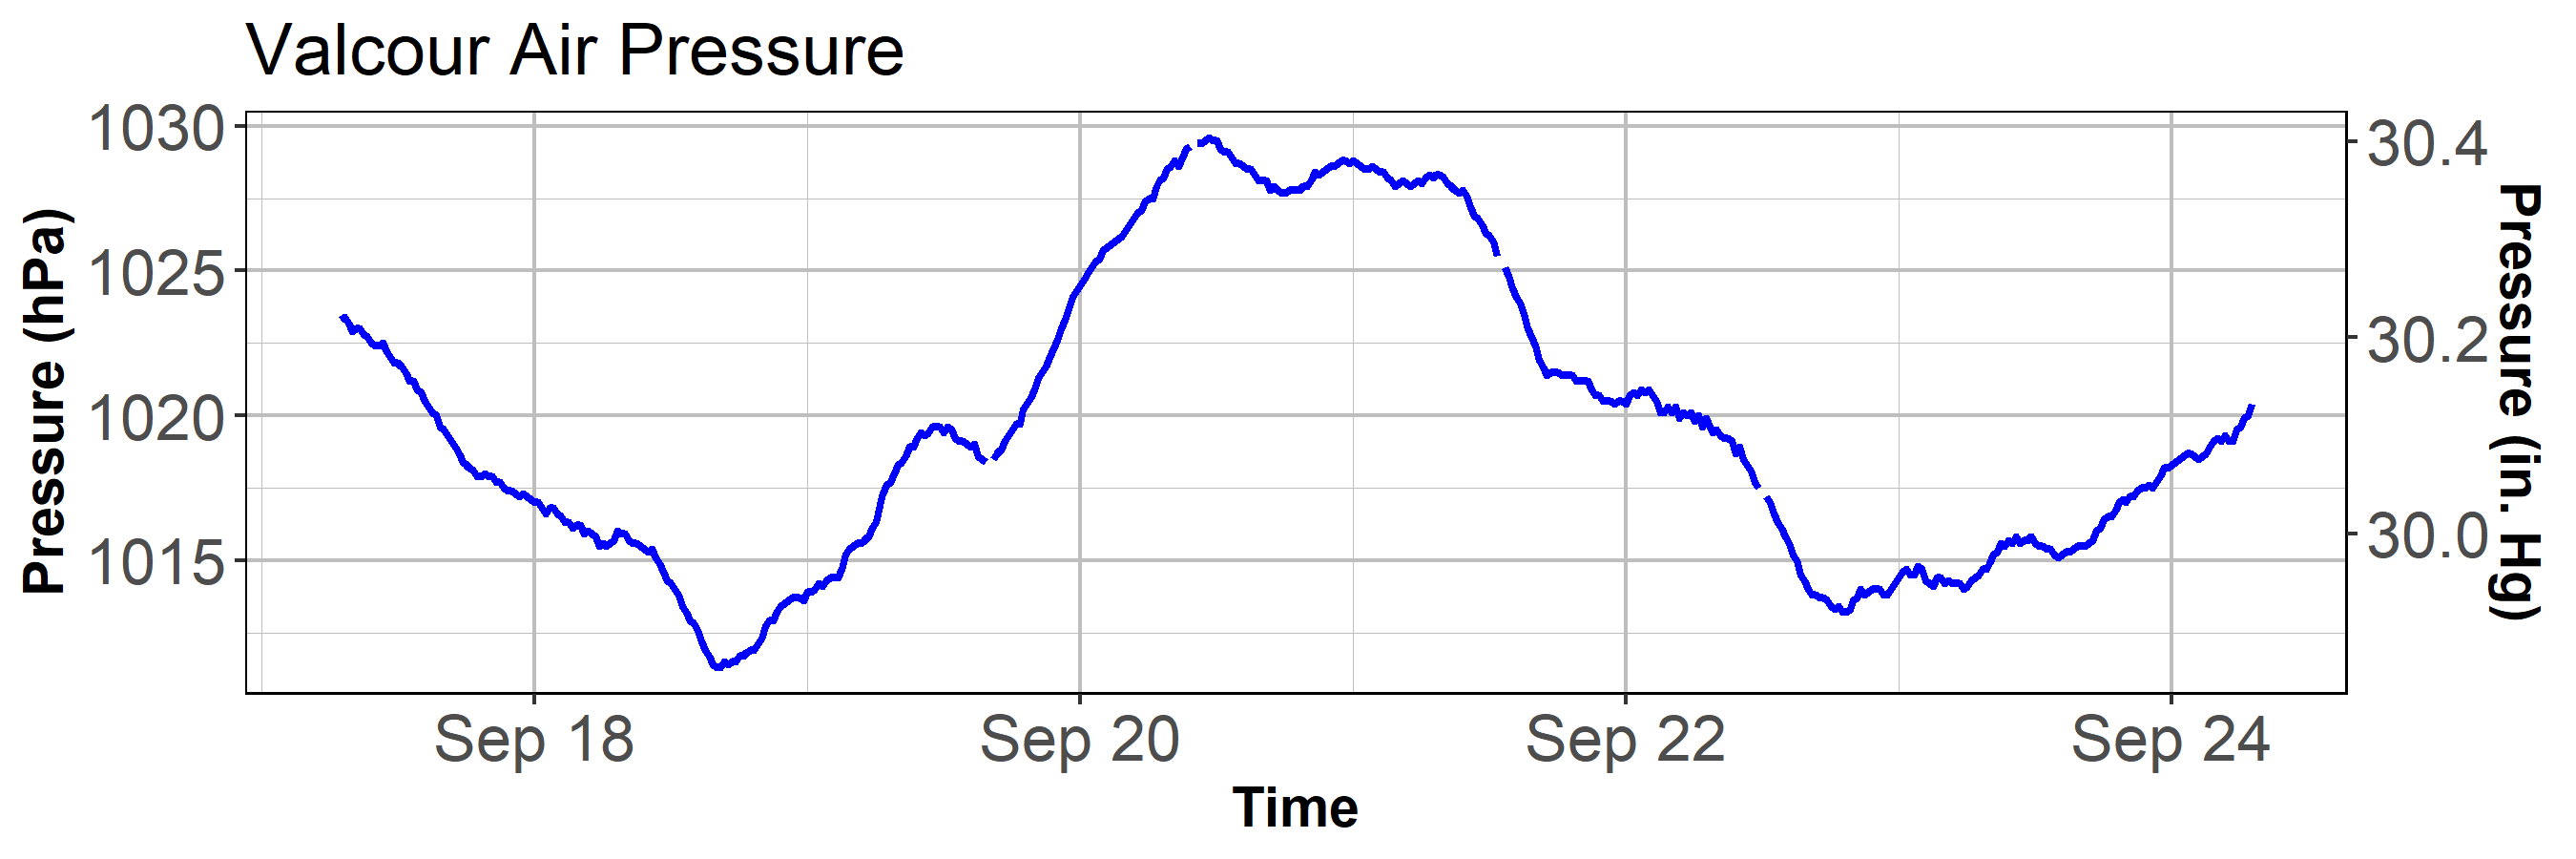 Valcour Air Pressure
1030
1025
1020
1015
Pressure (hPa)
30.4
30.2
30.0
Pressure (in. Hg)
Sep 18
Sep 20
Sep 22
Sep 24
Time